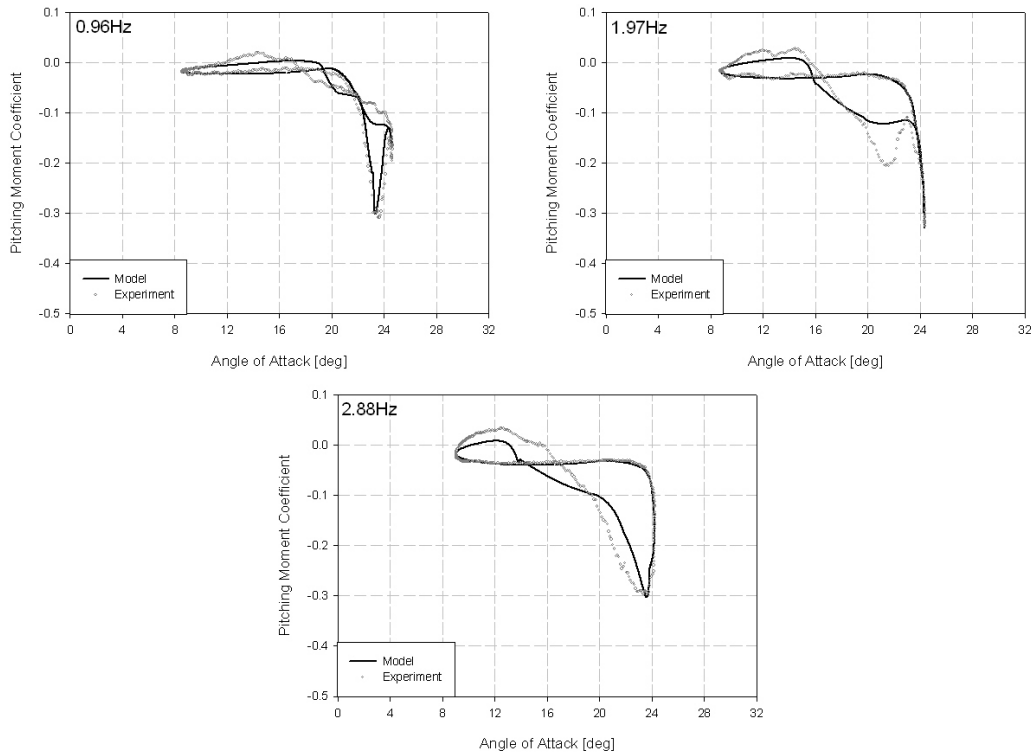 0.96Hz
0.1
0.0
-0.1
-0.2
-0.3
-0.4
-0.5
Pitching Moment Coefficient
Model
Experiment
0 4 8 12 16 20 24 28 32
Angle of Attack [deg]
1.97Hz
0.1
0.0
-0.1
-0.2
-0.3
-0.4
-0.5
Pitching Moment Coefficient
Model
Experiment
0 4 8 12 16 20 24 28 32
Angle of Attack [deg]
2.88Hz
0.1
0.0
-0.1
-0.2
-0.3
-0.4
-0.5
Pitching Moment Coefficient
Model
Experiment
0 4 8 12 16 20 24 28 32
Angle of Attack [deg]